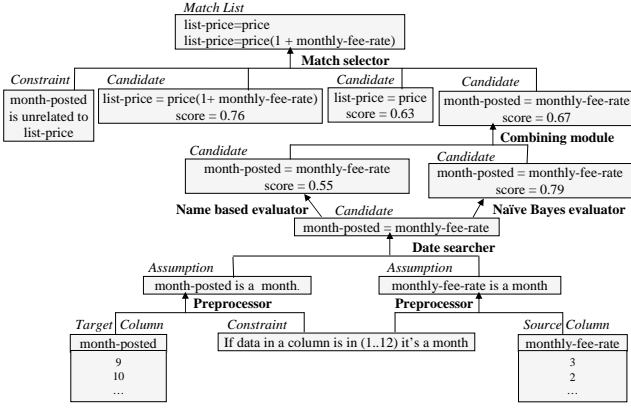 Match List
list-price=price
list-price=price(1 + monthly-fee-rate)
Match selector
Constraint
month-posted
is unrelated to
list-price
Candidate
list-price = price(1+ monthly-fee-rate)
score = 0.76
Candidate
list-price = price
score = 0.63
Candidate
month-posted = monthly-fee-rate
score = 0.67
Combining module
Candidate
month-posted = monthly-fee-rate
score = 0.55
Candidate
month-posted = monthly-fee-rate
score = 0.79
Name based evaluator
Naïve Bayes evaluator
Candidate
month-posted = monthly-fee-rate
Date searcher
Assumption
month-posted is a month.
Assumption
monthly-fee-rate is a month
Preprocessor
Preprocessor
Target Column
month-posted
9
10
...
Constraint
If data in a column is in (1..12) it's a month
Source Column
monthly-fee-rate
3
2
...